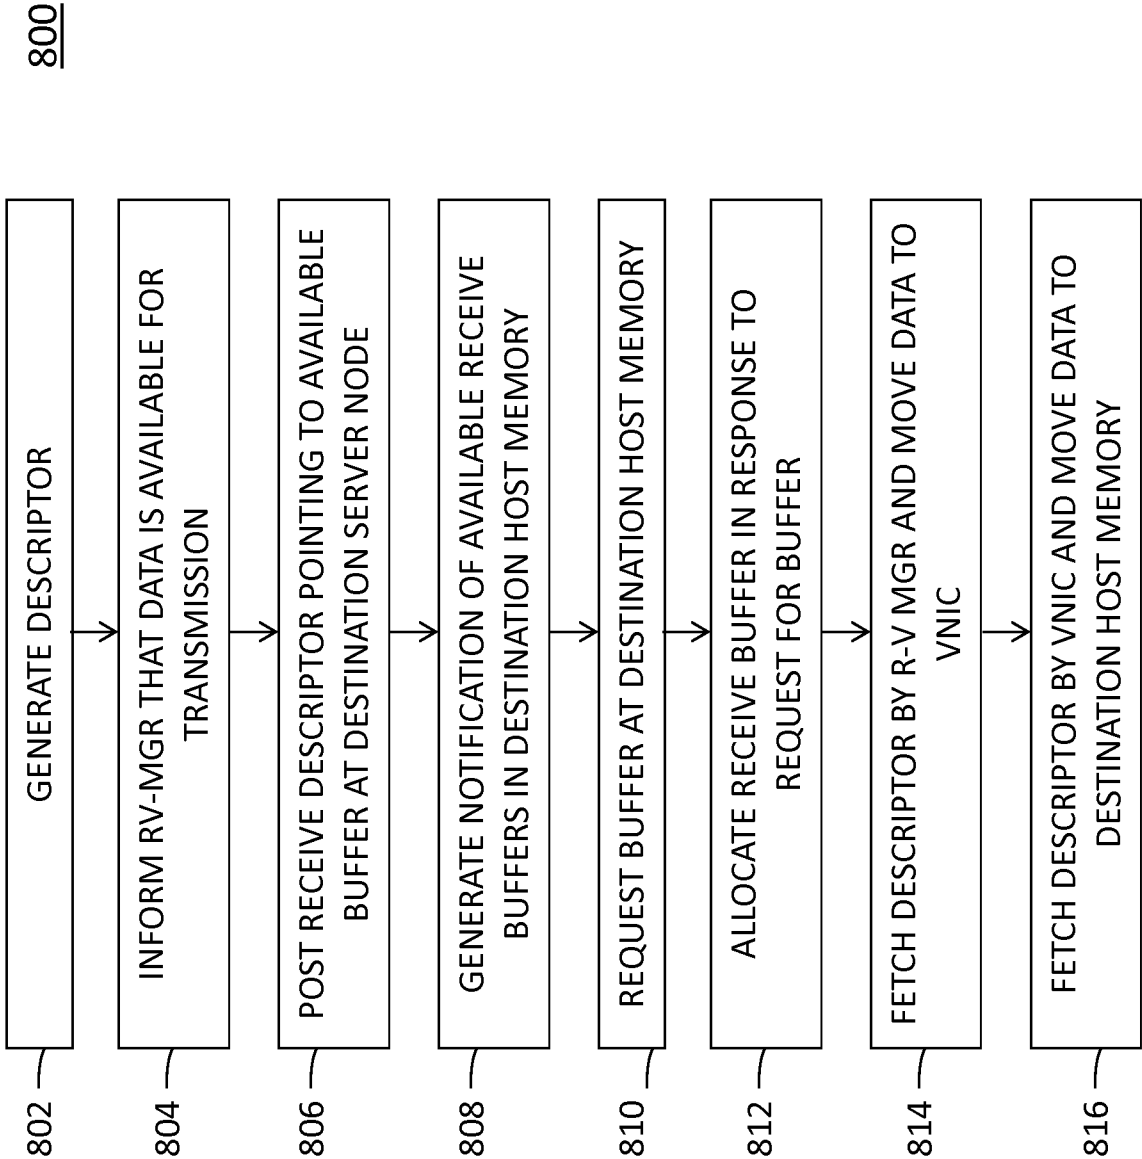 800
802
GENERATE DESCRIPTOR
804
INFORM RV-MGR THAT DATA IS AVAILABLE FOR
TRANSMISSION
806
POST RECEIVE DESCRIPTOR POINTING TO AVAILABLE
BUFFER AT DESTINATION SERVER NODE
808
GENERATE NOTIFICATION OF AVAILABLE RECEIVE
BUFFERS IN DESTINATION HOST MEMORY
810
REQUEST BUFFER AT DESTINATION HOST MEMORY
812
ALLOCATE RECEIVE BUFFER IN RESPONSE TO
REQUEST FOR BUFFER
814
FETCH DESCRIPTOR BY R-V MGR AND MOVE DATA TO
VNIC
816
FETCH DESCRIPTOR BY VNIC AND MOVE DATA TO
DESTINATION HOST MEMORY